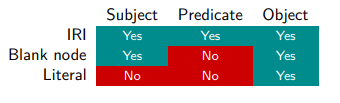 Subject Predicate Object
IRI Yes Yes Yes
Blank node Yes No Yes
Literal No No Yes